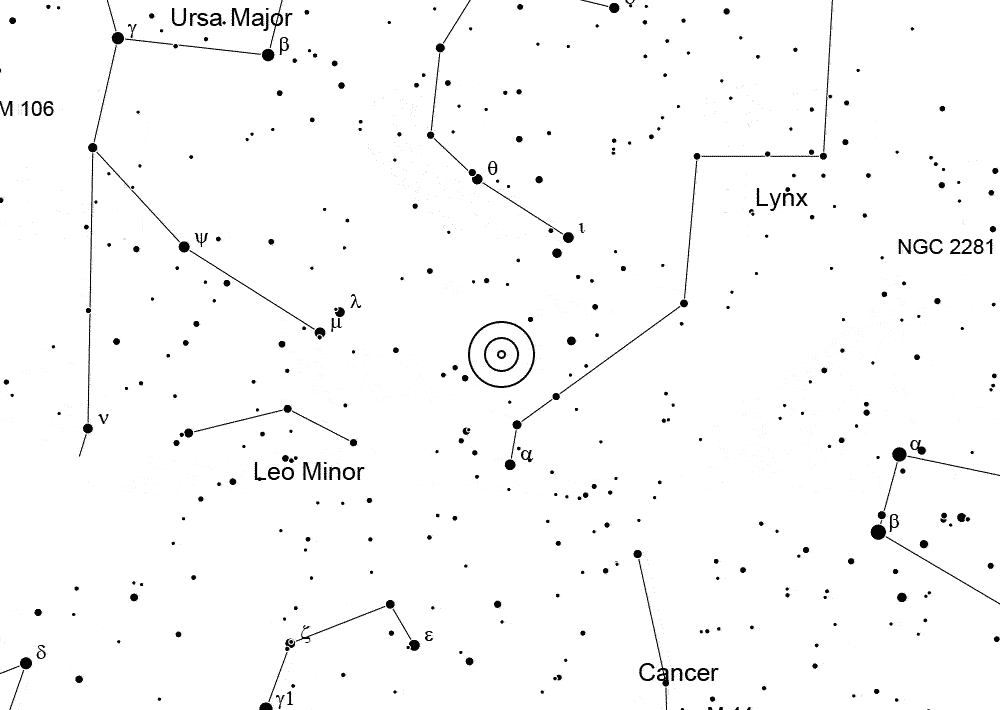 Ursa Major
γ
β
M 106
θ
Lynx
ι
ψ
NGC 2281
λ
μ
ν
α
α
Leo Minor
β
ζ
ε
δ
Cancer
γ1